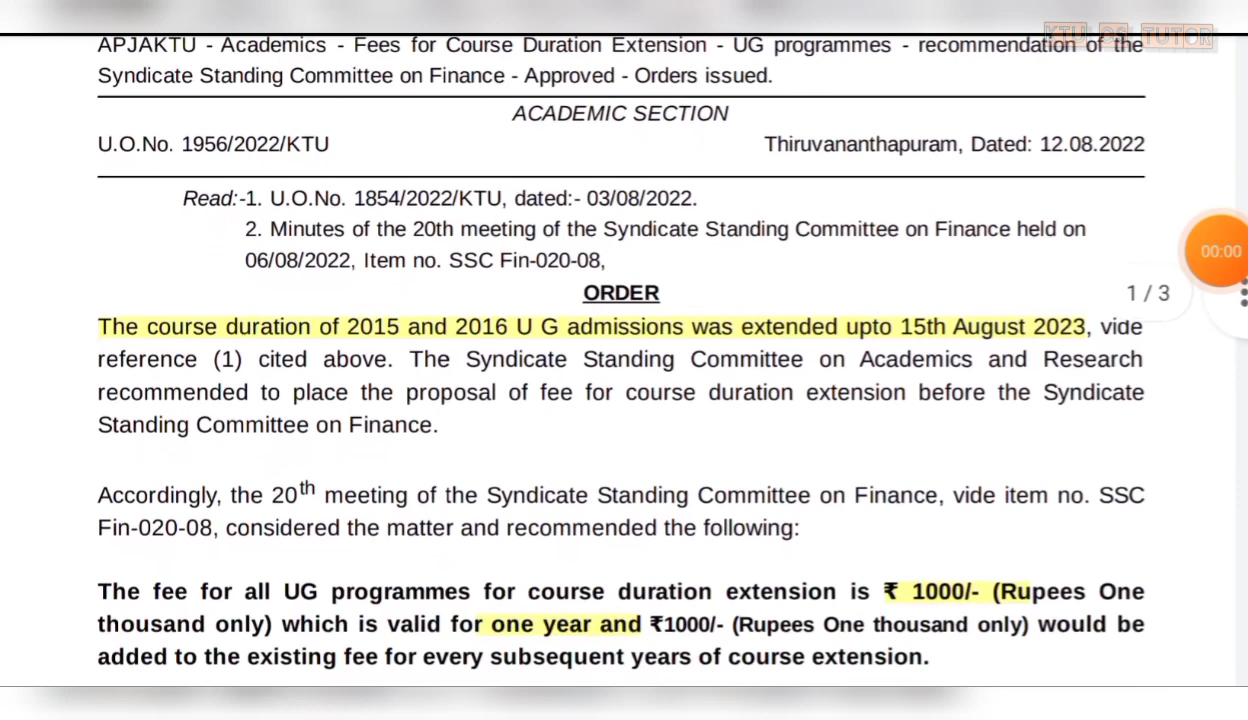 KTU DS TUTOR
APJAKTU - Academics - Fees for Course Duration Extension - UG programmes - recommendation of the
Syndicate Standing Committee on Finance - Approved - Orders issued.
ACADEMIC SECTION
U.O.No. 1956/2022/KTU Thiruvananthapuram, Dated: 12.08.2022
Read:-1. U.O.No. 1854/2022/KTU, dated:- 03/08/2022.
2. Minutes of the 20th meeting of the Syndicate Standing Committee on Finance held on
06/08/2022, Item no. SSC Fin-020-08,
00:00
ORDER
1 / 3
The course duration of 2015 and 2016 U G admissions was extended upto 15th August 2023, vide
reference (1) cited above. The Syndicate Standing Committee on Academics and Research
recommended to place the proposal of fee for course duration extension before the Syndicate
Standing Committee on Finance.
Accordingly, the 20th meeting of the Syndicate Standing Committee on Finance, vide item no. SSC
Fin-020-08, considered the matter and recommended the following:
The fee for all UG programmes for course duration extension is ₹ 1000/- (Rupees One
thousand only) which is valid for one year and ₹1000/- (Rupees One thousand only) would be
added to the existing fee for every subsequent years of course extension.